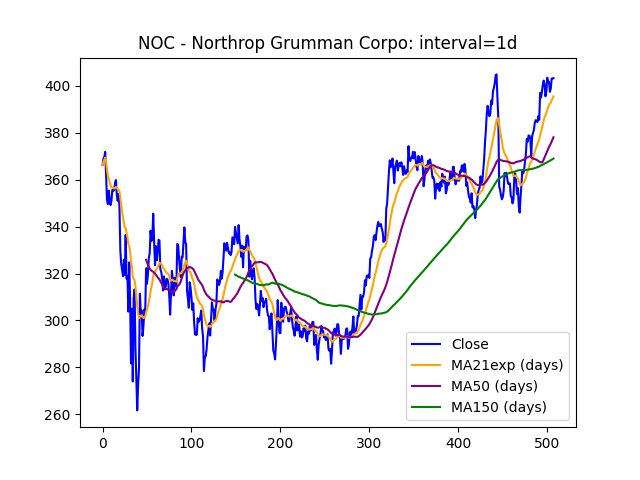 NOC - Northrop Grumman Corpo: interval=1d
400
380
360
340
320
300
280
260
Close
MA21exp (days)
MA50 (days)
MA150 (days)
0 100 200 300 400 500